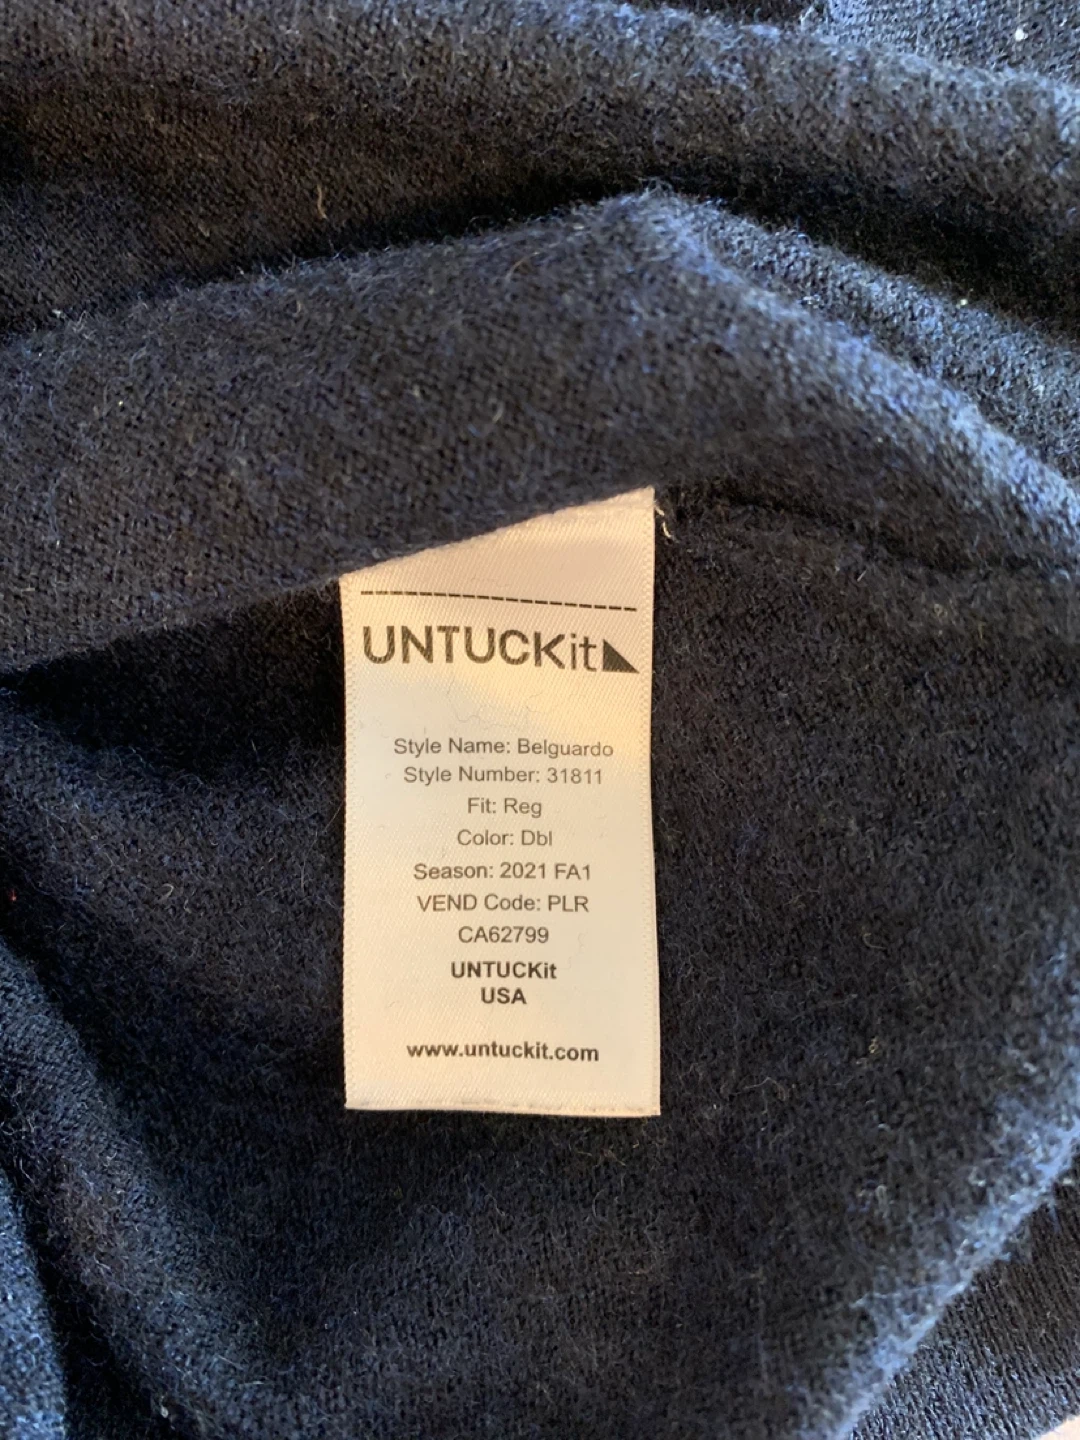 UNTUCKit
Style Name: Belguardo
Style Number: 31811
Fit: Reg
Color: Dbl
Season: 2021 FA1
VEND Code: PLR
CA62799
UNTUCKit
USA
www.untuckit.com